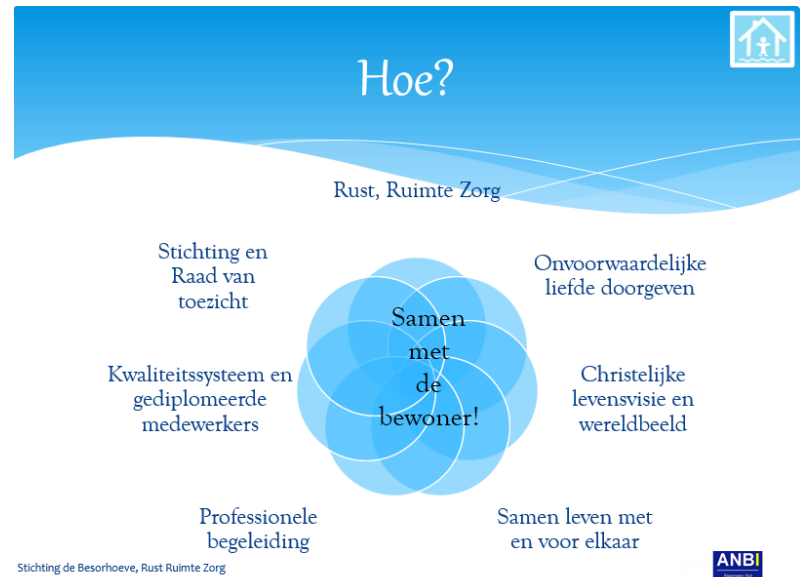 Hoe?
Rust, Ruimte Zorg
Stichting en
Raad van
toezicht
Onvoorwaardelijke
liefde doorgeven
Samen
met
de
bewoner!
Kwaliteitssysteem en
gediplomeerde
medewerkers
Christelijke
levensvisie en
wereldbeeld
Professionele
begeleiding
Samen leven met
en voor elkaar
Stichting de Besorhoeve, Rust Ruimte Zorg
ANBI